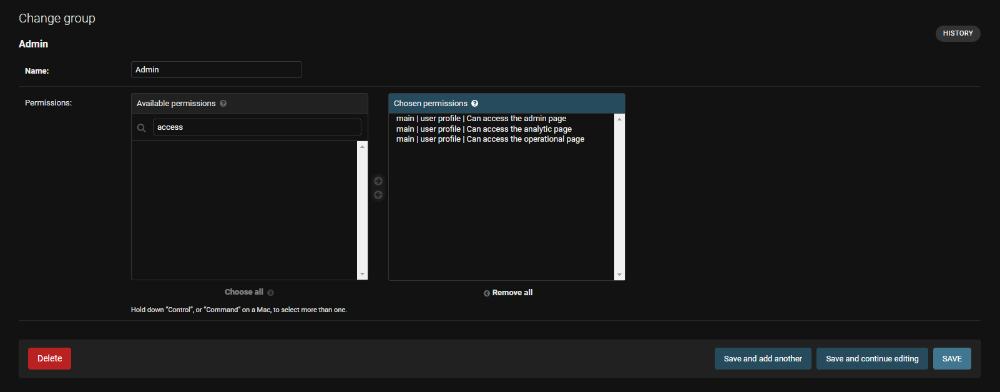 Change group
HISTORY
Admin
Name:
Admin
Permissions:
Available permissions
Chosen permissions
access
main | user profile | Can access the admin page
main | user profile | Can access the analytic page
main | user profile | Can access the operational page
Choose all
Remove all
Hold down “Control”, or “Command” on a Mac, to select more than one.
Delete
Save and add another
Save and continue editing
SAVE